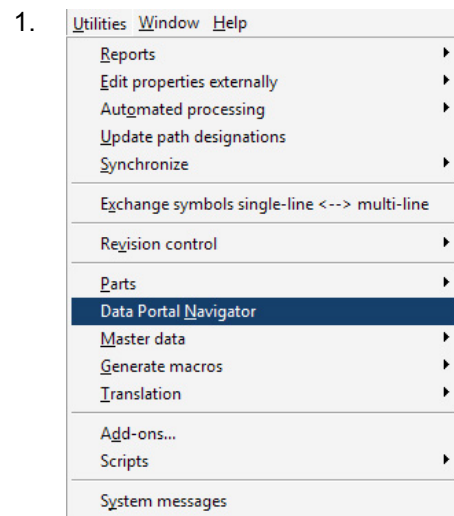 1.
Utilities Window Help
Reports
Edit properties externally
Automated processing
Update path designations
Synchronize
Exchange symbols single-line <--> multi-line
Revision control
Parts
Data Portal Navigator
Master data
Generate macros
Translation
Add-ons...
Scripts
System messages